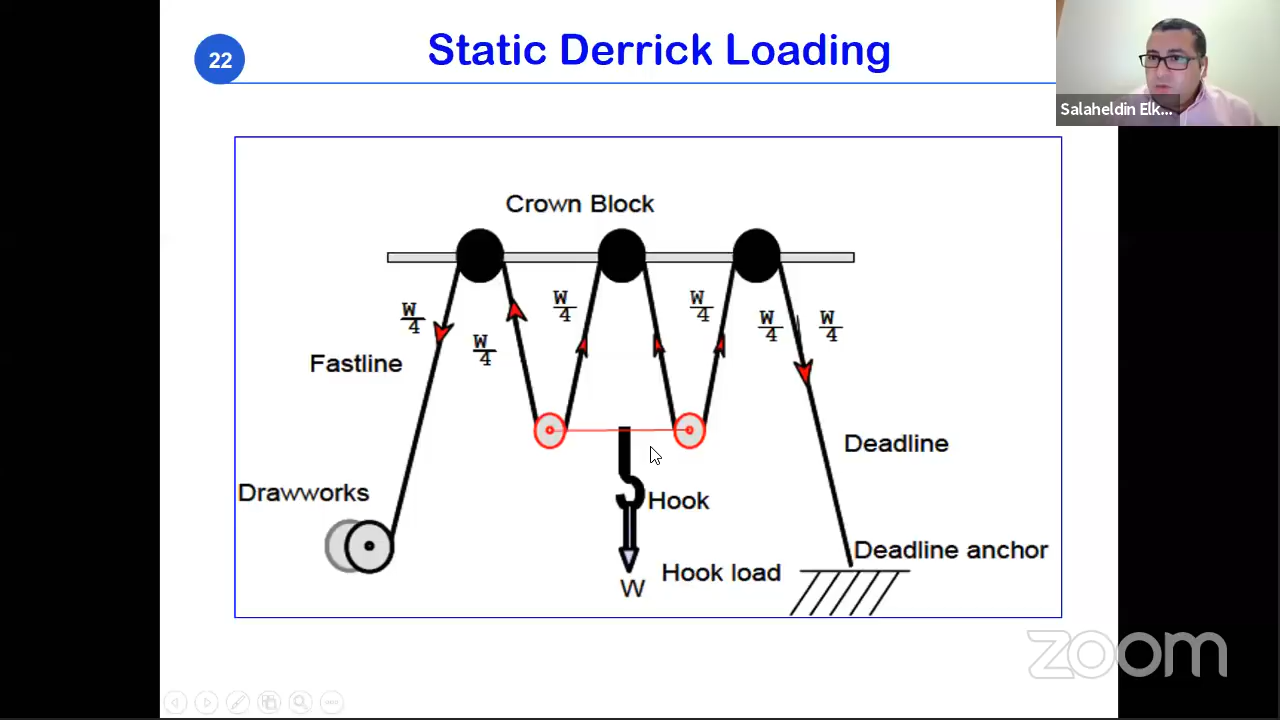 22
Static Derrick Loading
Salaheldin Elk...
Crown Block
W/4
W/4
W/4
W/4
W/4
W/4
Fastline
Deadline
Drawworks
Hook
Deadline anchor
Hook load
W
zoom